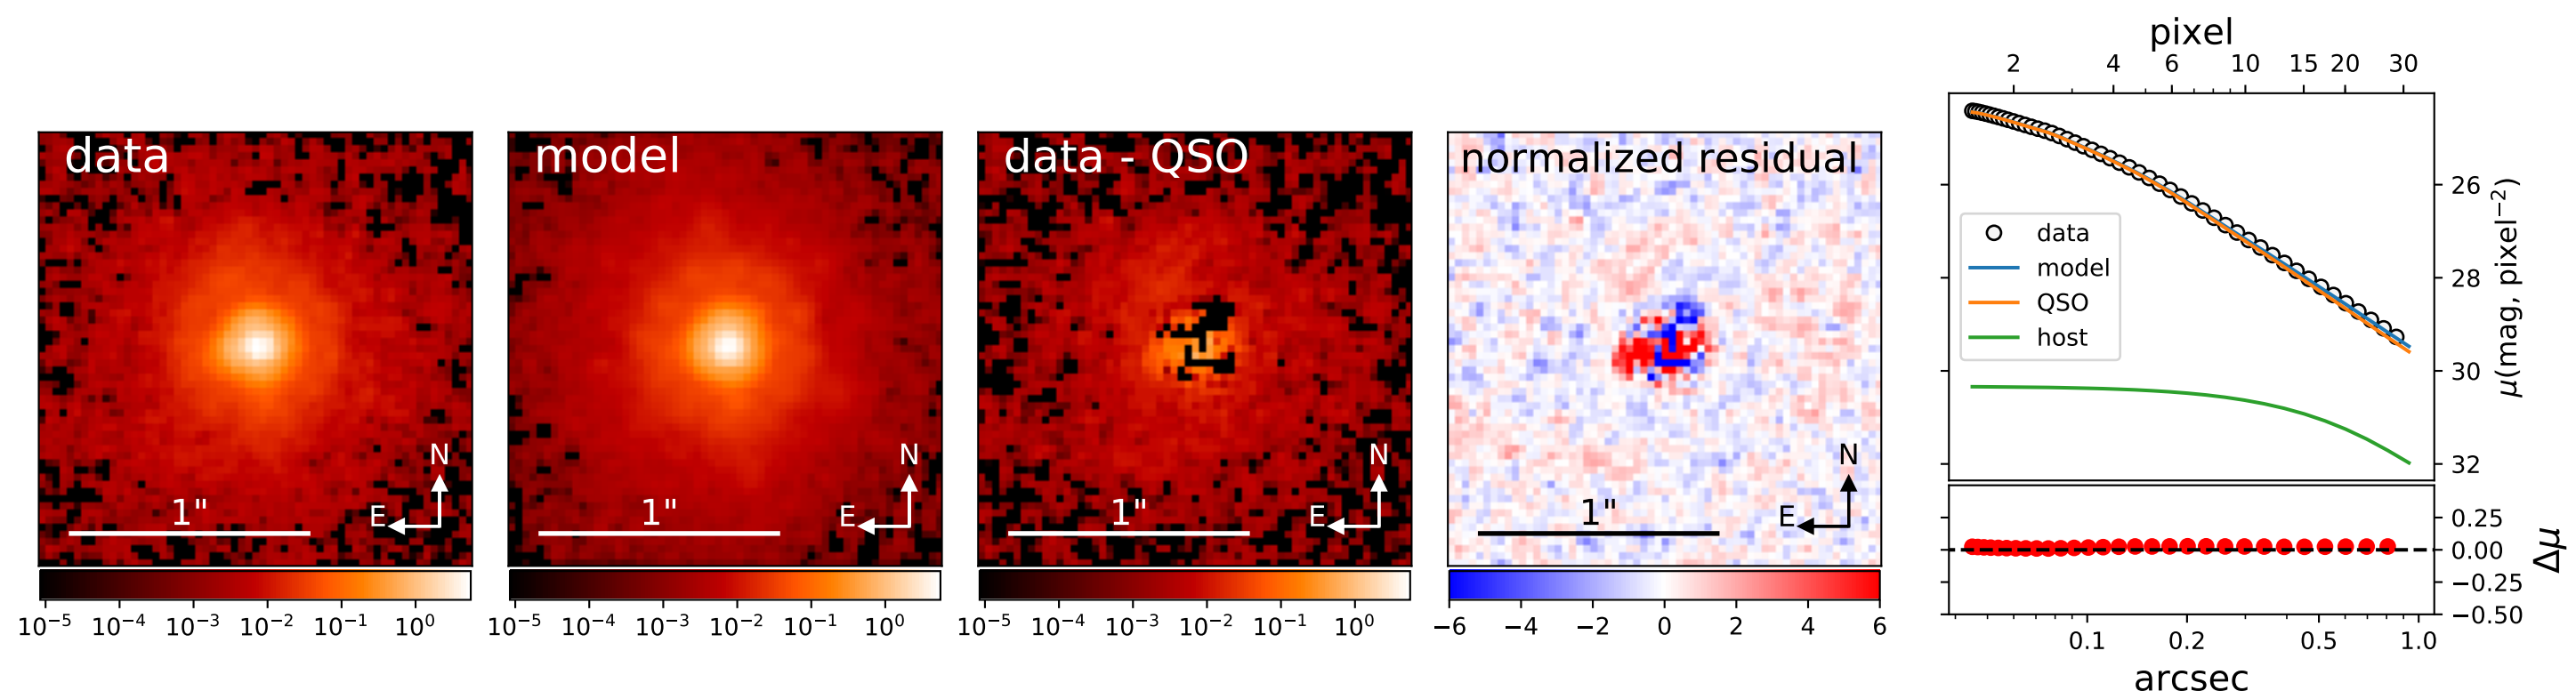 data
1"
N
E
10⁻⁵ 10⁻⁴ 10⁻³ 10⁻² 10⁻¹ 10⁰
model
1"
N
E
10⁻⁵ 10⁻⁴ 10⁻³ 10⁻² 10⁻¹ 10⁰
data - QSO
1"
N
E
10⁻⁵ 10⁻⁴ 10⁻³ 10⁻² 10⁻¹ 10⁰
normalized residual
1"
N
E
−6 −4 −2 0 2 4 6
pixel
2 4 6 10 15 20 30
data
model
QSO
host
26
28
30
32
μ(mag, pixel⁻²)
0.25
0.00
−0.25
−0.50
Δμ
0.1 0.2 0.5 1.0
arcsec